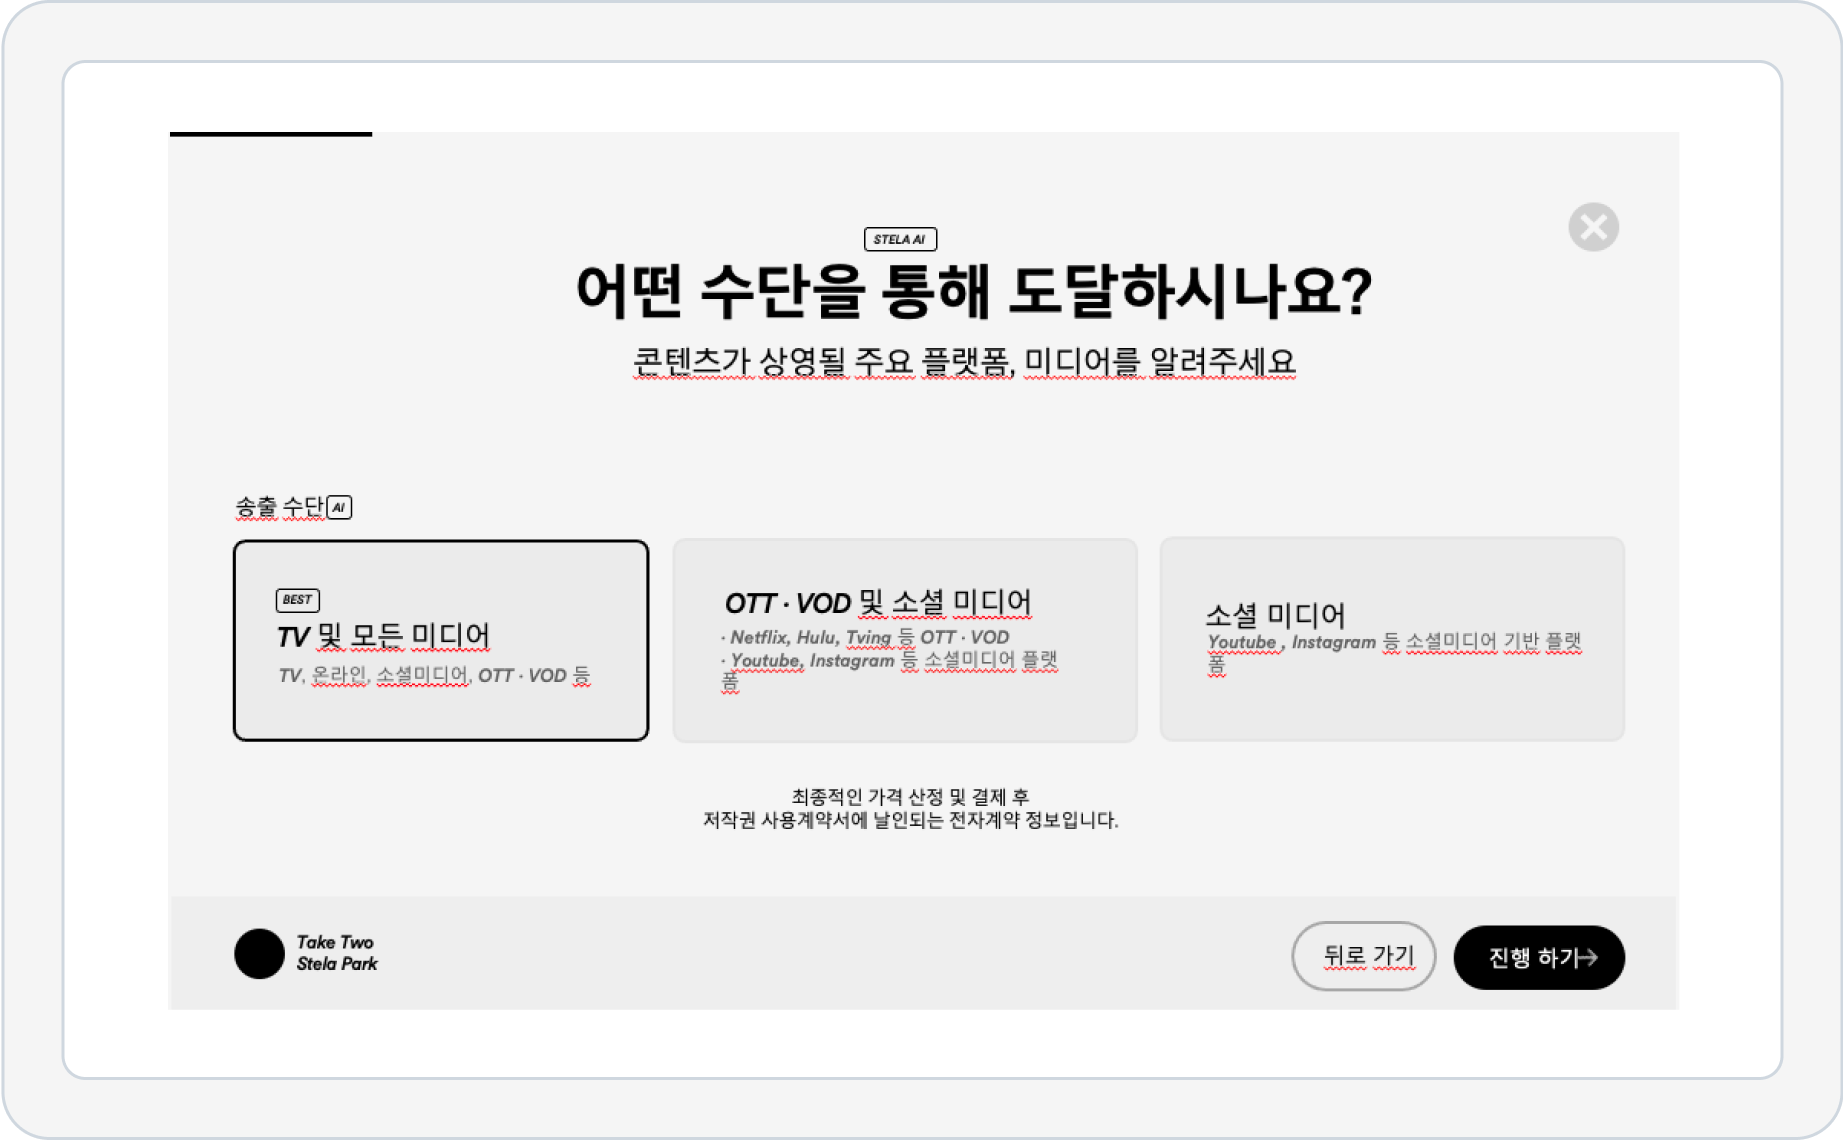 STELA AI
어떤 수단을 통해 도달하시나요?
콘텐츠가 상영될 주요 플랫폼, 미디어를 알려주세요
송출 수단 AI
BEST
TV 및 모든 미디어
TV, 온라인, 소셜미디어, OTT · VOD 등
OTT · VOD 및 소셜 미디어
· Netflix, Hulu, Tving 등 OTT · VOD
· Youtube, Instagram 등 소셜미디어 플랫
폼
소셜 미디어
Youtube , Instagram 등 소셜미디어 기반 플랫
폼
최종적인 가격 산정 및 결제 후
저작권 사용계약서에 날인되는 전자계약 정보입니다.
Take Two
Stela Park
뒤로 가기
진행 하기→